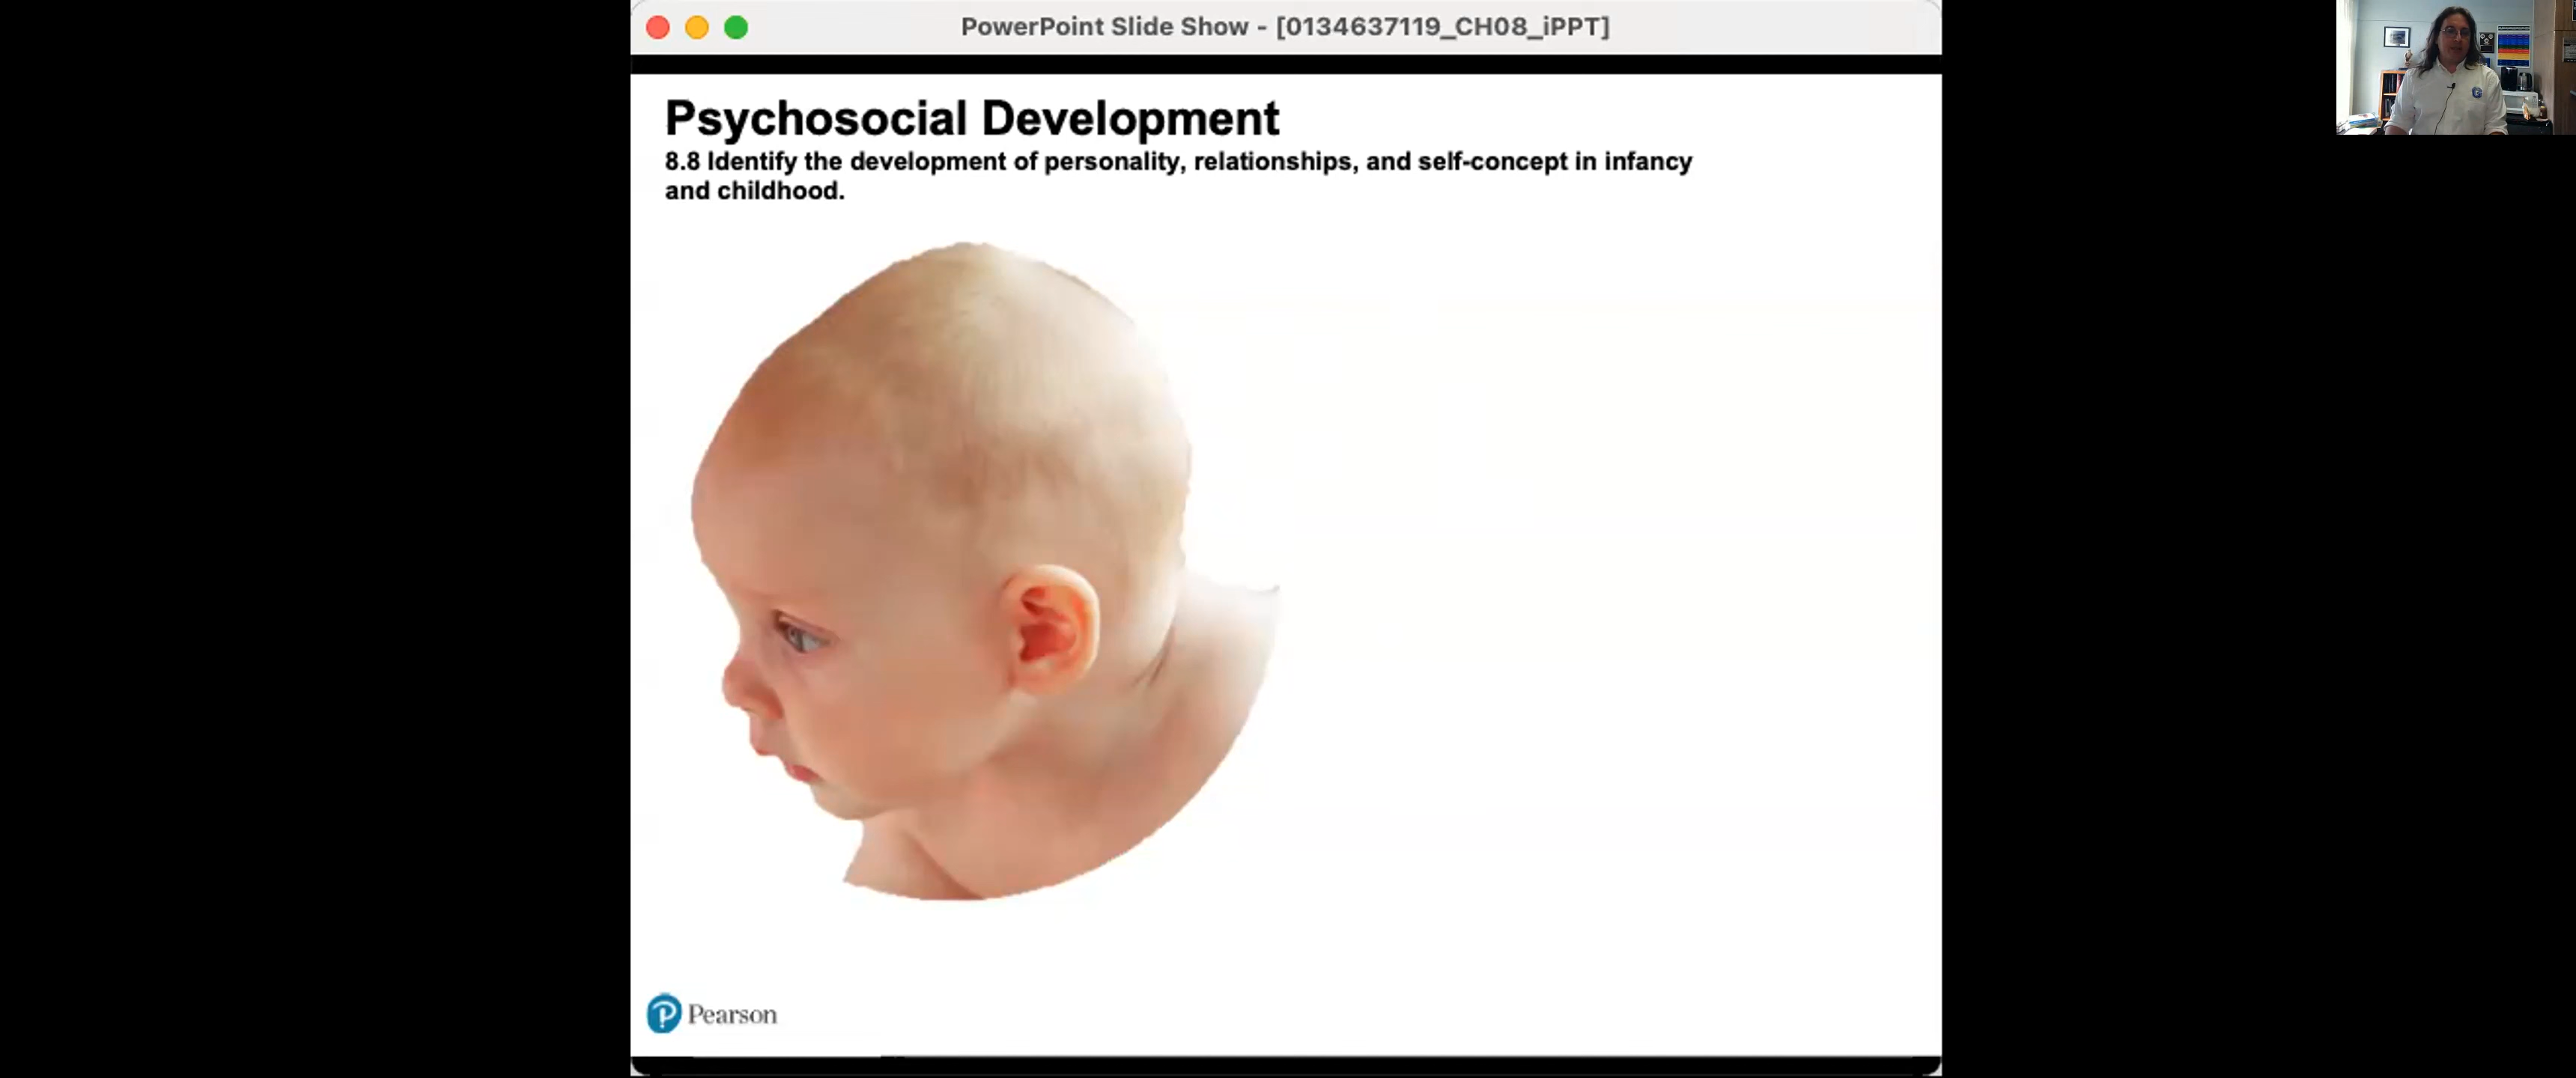 PowerPoint Slide Show - [0134637119_CH08_iPPT]
Psychosocial Development
8.8 Identify the development of personality, relationships, and self-concept in infancy
and childhood.
Pearson